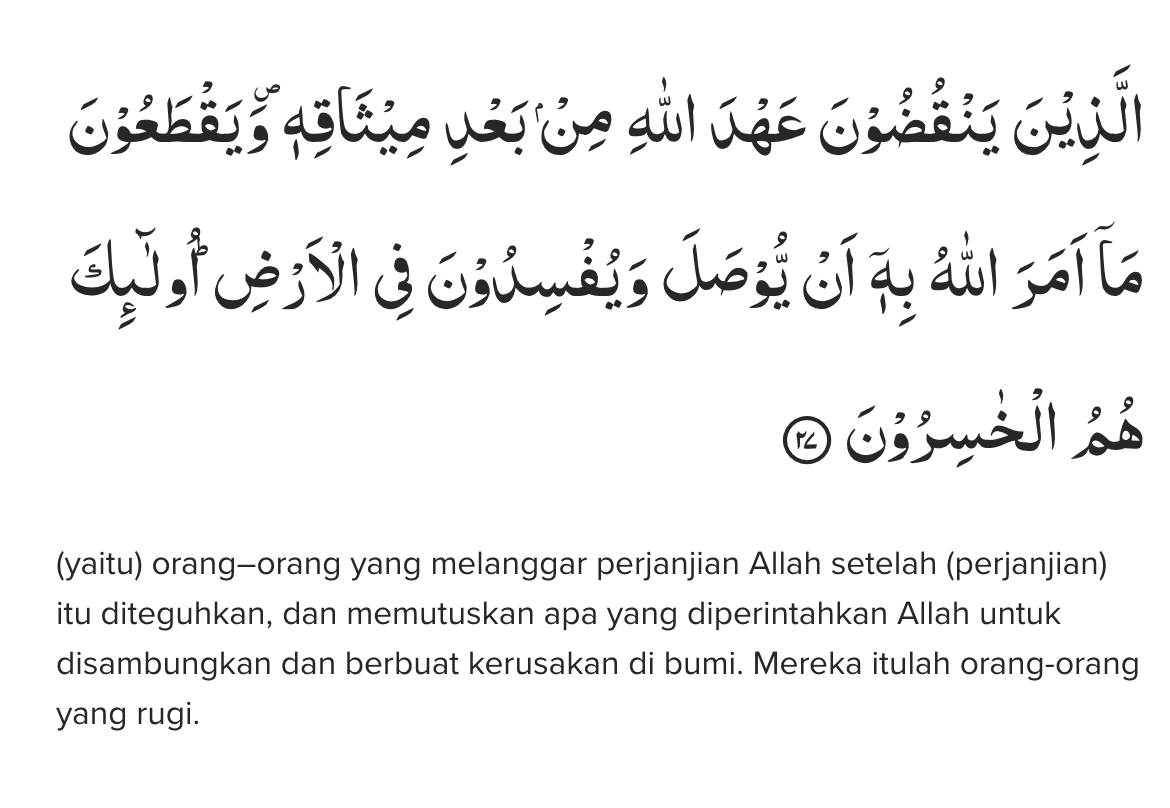 الَّذِيْنَ يَنْقُضُوْنَ عَهْدَ اللّٰهِ مِنْۢ بَعْدِ مِيْثَاقِهٖ ۖوَيَقْطَعُوْنَ
مَآ اَمَرَ اللّٰهُ بِهٖٓ اَنْ يُّوْصَلَ وَيُفْسِدُوْنَ فِى الْاَرْضِۗ اُولٰۤىِٕكَ
هُمُ الْخٰسِرُوْنَ ۝٢٧
(yaitu) orang–orang yang melanggar perjanjian Allah setelah (perjanjian)
itu diteguhkan, dan memutuskan apa yang diperintahkan Allah untuk
disambungkan dan berbuat kerusakan di bumi. Mereka itulah orang-orang
yang rugi.